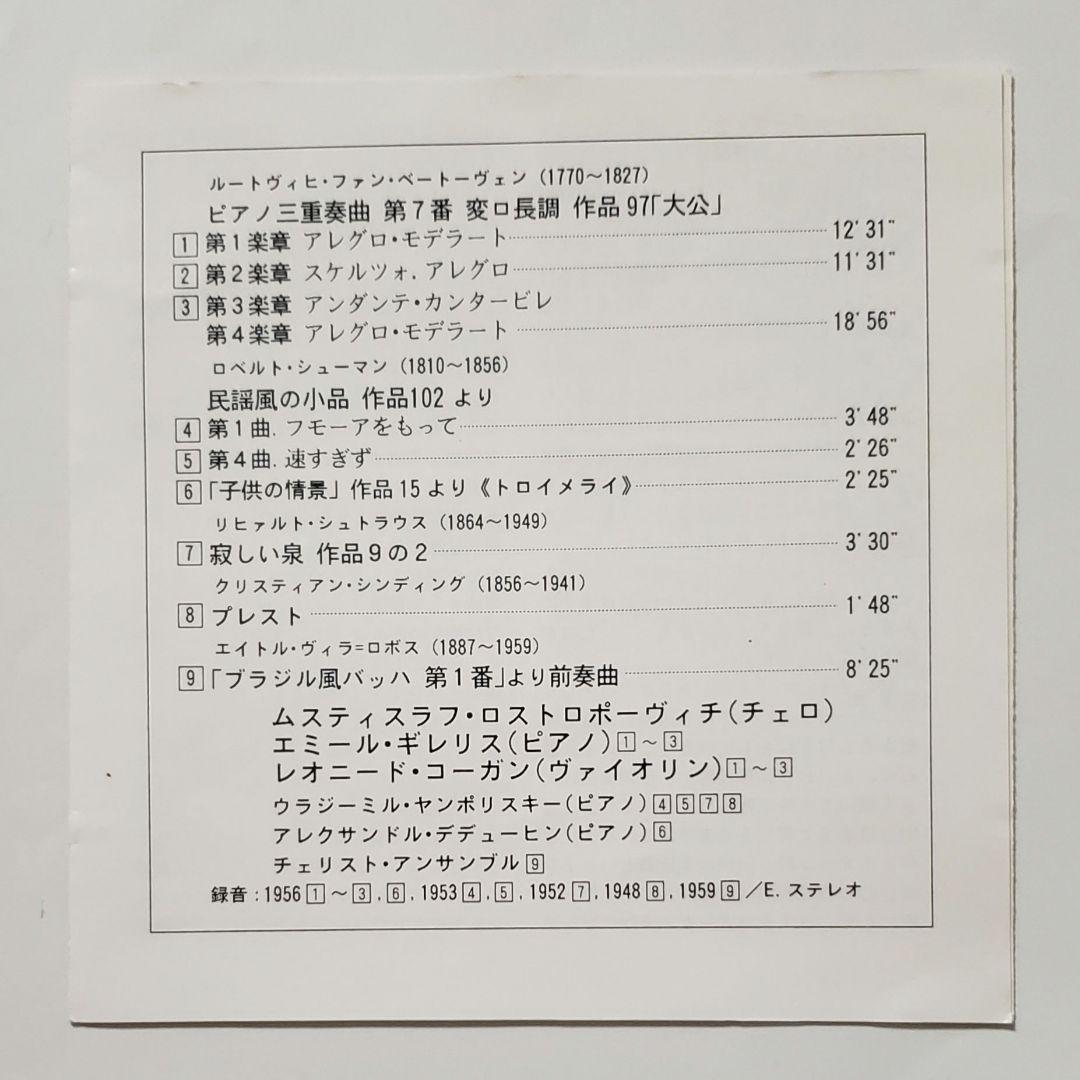 ルートヴィヒ・ファン・ベートーヴェン (1770〜1827)
ピアノ三重奏曲 第7番 変ロ長調 作品97「大公」
1 第1楽章 アレグロ・モデラート 12' 31"
2 第2楽章 スケルツォ. アレグロ 11' 31"
3 第3楽章 アンダンテ・カンタービレ
第4楽章 アレグロ・モデラート 18' 56"
ロベルト・シューマン (1810〜1856)
民謡風の小品 作品102 より
4 第1曲. フモーアをもって 3' 48"
5 第4曲. 速すぎず 2' 26"
6 「子供の情景」作品15より《トロイメライ》 2' 25"
リヒァルト・シュトラウス (1864〜1949)
7 寂しい泉 作品9の2 3' 30"
クリスティアン・シンディング (1856〜1941)
8 プレスト 1' 48"
エイトル・ヴィラ=ロボス (1887〜1959)
9 「ブラジル風バッハ 第1番」より前奏曲 8' 25"
ムスティスラフ・ロストロポーヴィチ(チェロ)
エミール・ギレリス(ピアノ) 1〜3
レオニード・コーガン(ヴァイオリン) 1〜3
ウラジーミル・ヤンポリスキー(ピアノ) 4 5 7 8
アレクサンドル・デデューヒン(ピアノ) 6
チェリスト・アンサンブル 9
録音 : 1956 1〜3, 6, 1953 4, 5, 1952 7, 1948 8, 1959 9/E. ステレオ